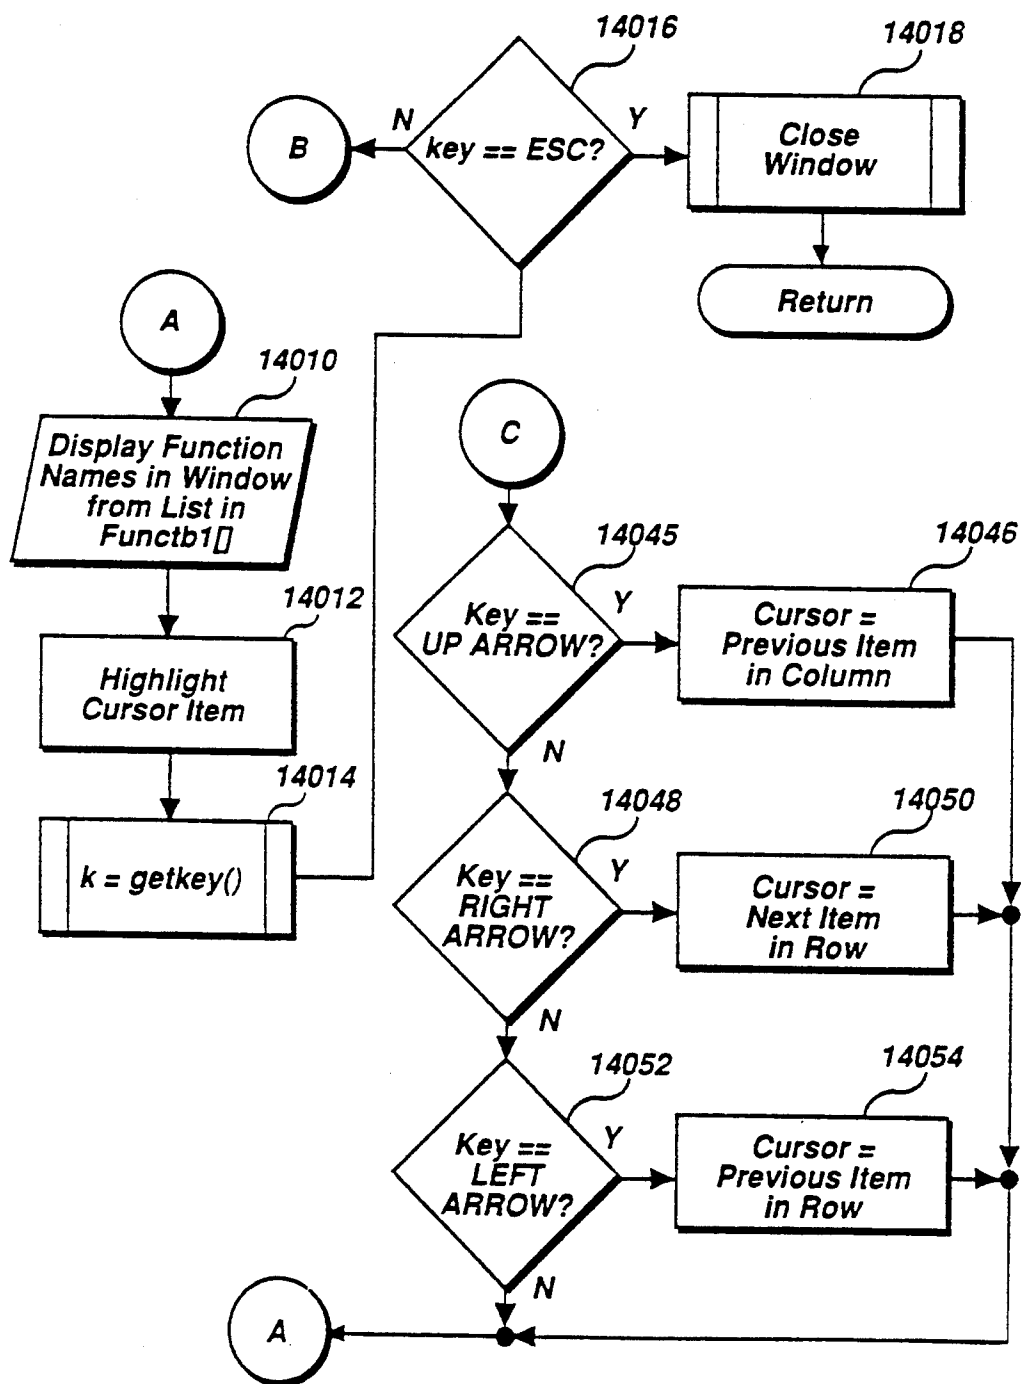 14016
14018
N
Y
B
key == ESC?
Close
Window
Return
A
14010
Display Function
Names in Window
from List in
Functb1[]
14012
Highlight
Cursor Item
14014
k = getkey()
C
14045
14046
Y
Key ==
UP ARROW?
Cursor =
Previous Item
in Column
N
14048
14050
Y
Key ==
RIGHT
ARROW?
Cursor =
Next Item
in Row
N
14052
14054
Y
Key ==
LEFT
ARROW?
Cursor =
Previous Item
in Row
N
A